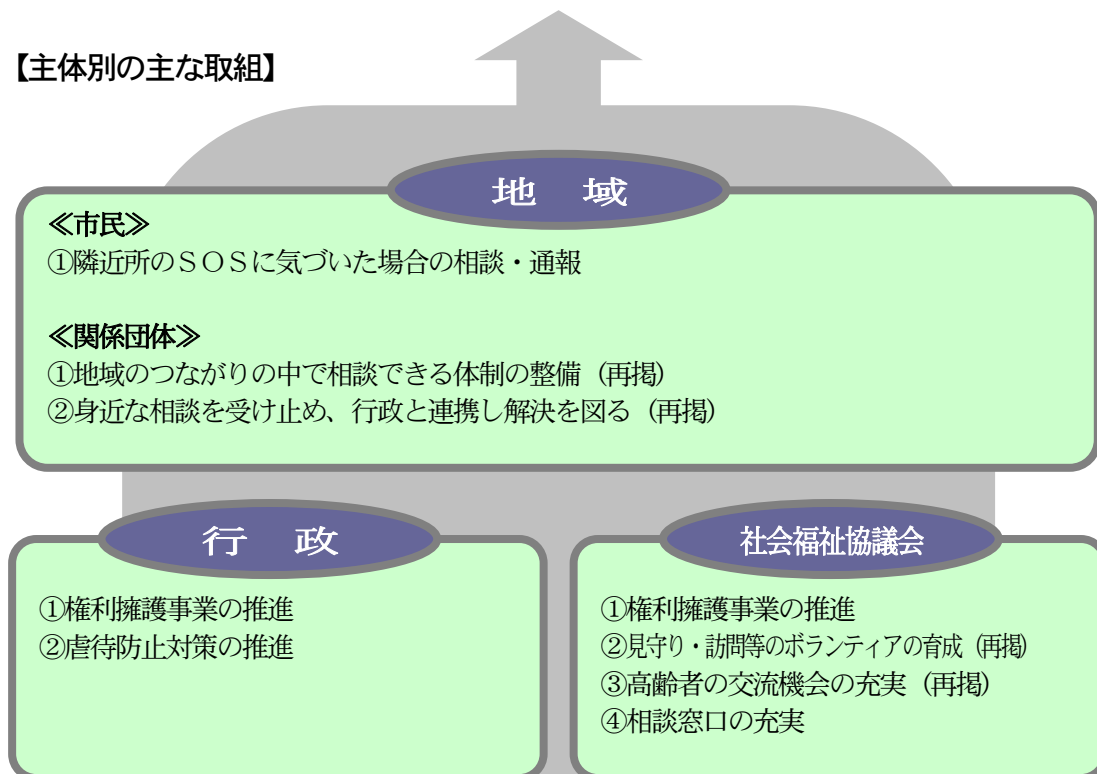 【主体別の主な取組】
地　域
≪市民≫
①隣近所のＳＯＳに気づいた場合の相談・通報
≪関係団体≫
①地域のつながりの中で相談できる体制の整備（再掲）
②身近な相談を受け止め、行政と連携し解決を図る（再掲）
行　政
①権利擁護事業の推進
②虐待防止対策の推進
社会福祉協議会
①権利擁護事業の推進
②見守り・訪問等のボランティアの育成（再掲）
③高齢者の交流機会の充実（再掲）
④相談窓口の充実